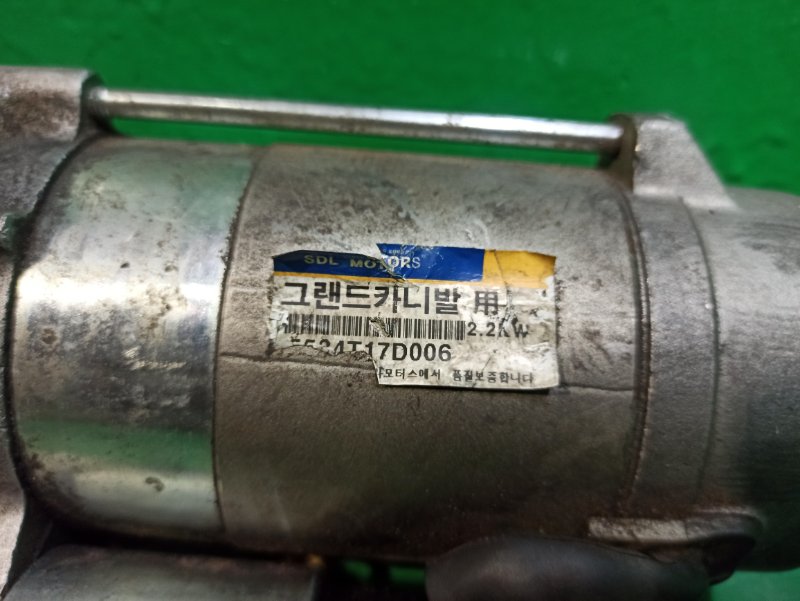 SDL MOTORS
그랜드카니발 用
2.2KW
534T17D006
모터스에서 품질보증합니다